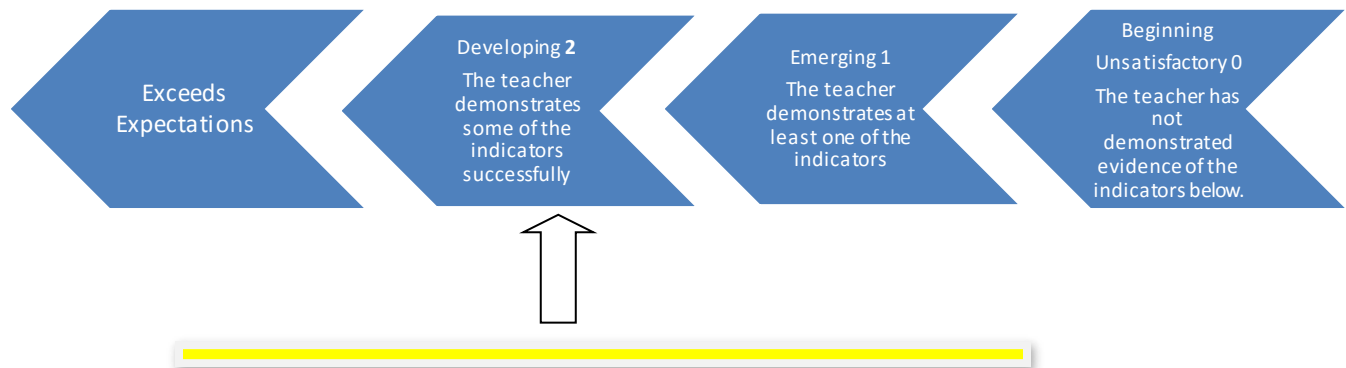 Exceeds
Expectations
Developing 2
The teacher
demonstrates
some of the
indicators
successfully
Emerging 1
The teacher
demonstrates at
least one of the
indicators
Beginning
Unsatisfactory 0
The teacher has
not
demonstrated
evidence of the
indicators below.